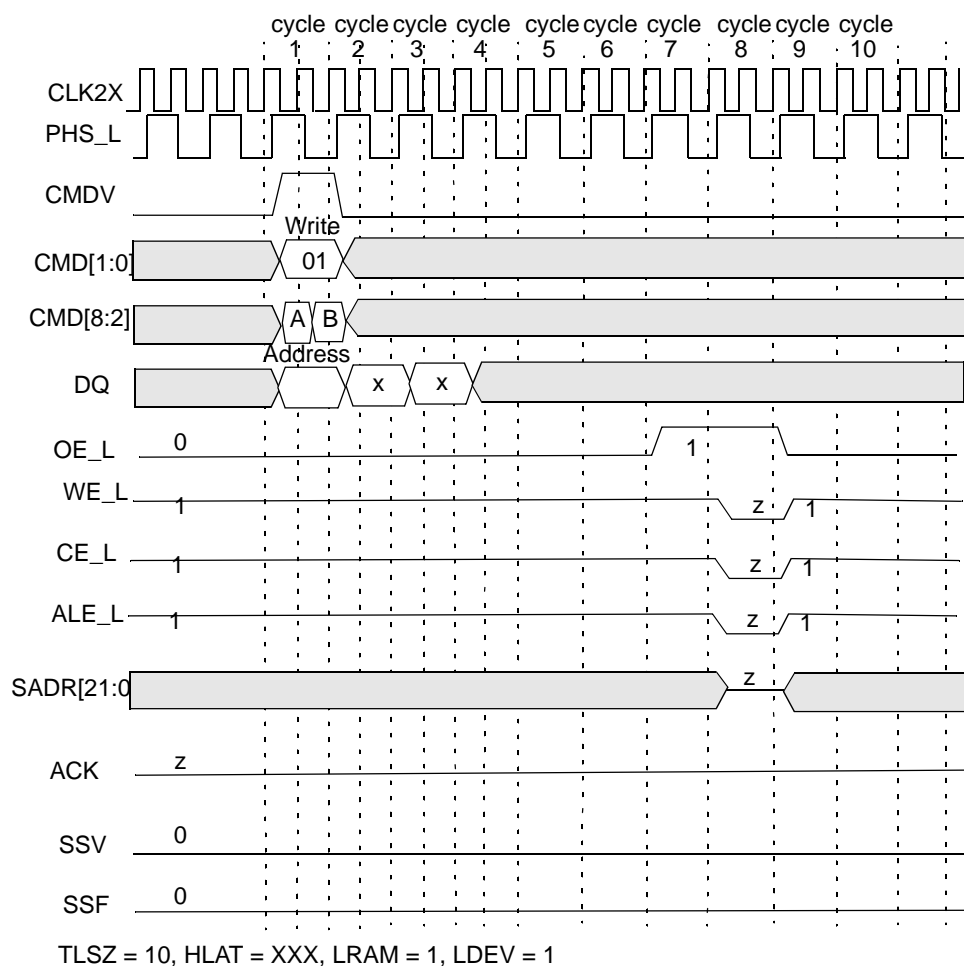 cycle cycle cycle cycle cycle cycle cycle cycle cycle cycle
1 2 3 4 5 6 7 8 9 10
CLK2X
PHS_L
CMDV
Write
CMD[1:0] 01
CMD[8:2] A B
Address
DQ x x
OE_L 0 1
WE_L 1 z 1
CE_L 1 z 1
ALE_L 1 z 1
SADR[21:0 z
ACK z
SSV 0
SSF 0
TLSZ = 10, HLAT = XXX, LRAM = 1, LDEV = 1